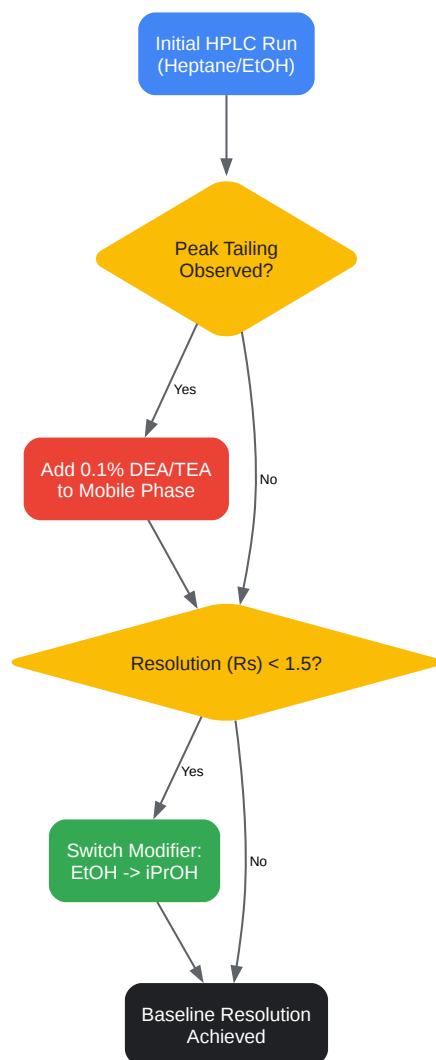 Initial HPLC Run
(Heptane/EtOH)
Peak Tailing
Observed?
Yes
Add 0.1% DEA/TEA
to Mobile Phase
No
Resolution (Rs) < 1.5?
Yes
Switch Modifier:
EtOH -> iPrOH
No
Baseline Resolution
Achieved